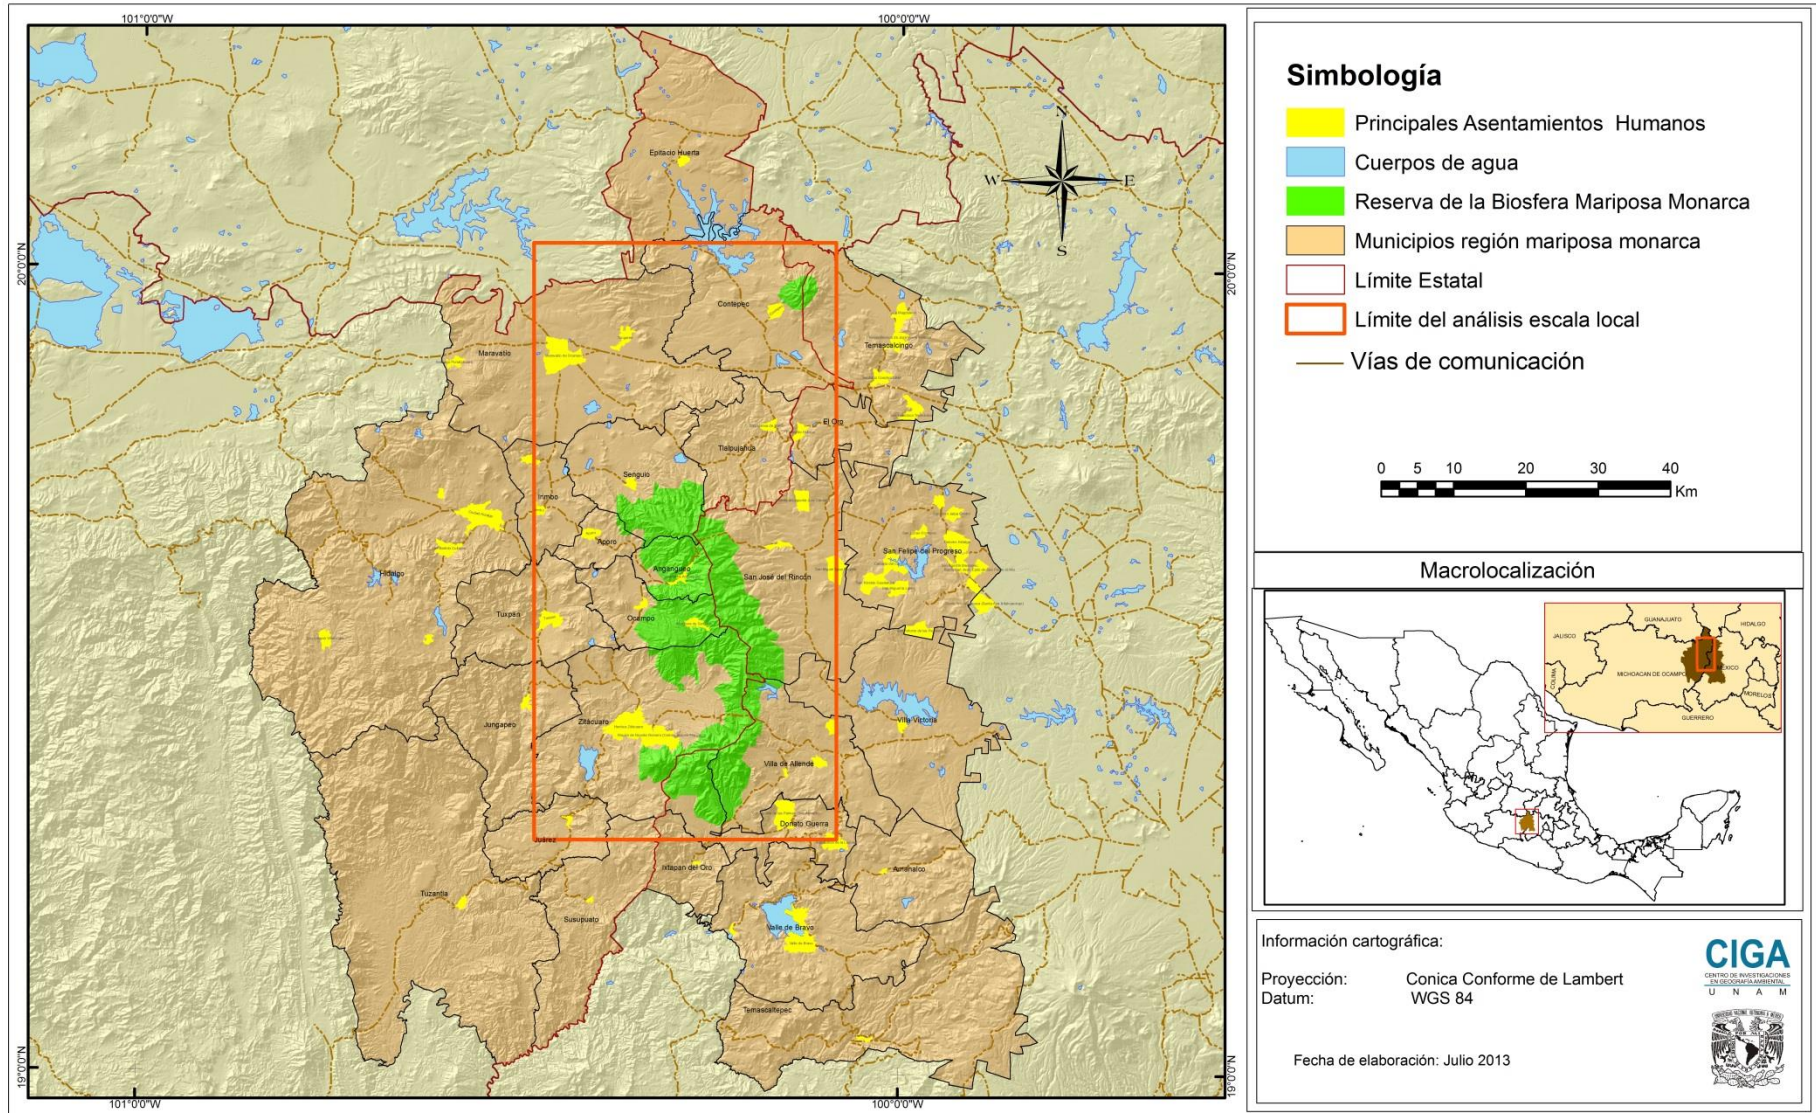 101°0'0"W
100°0'0"W
20°0'0"N
20°0'0"N
N
W
E
S
Epitacio Huerta
Contepec
Maravatío
Temascalcingo
El Oro
Tlalpujahua
Senguio
Irimbo
Aporo
San Felipe del Progreso
Angangueo
San José del Rincón
Hidalgo
Tuxpan
Ocampo
Jungapeo
Zitácuaro
Villa Victoria
Villa de Allende
Donato Guerra
Juárez
Ixtapan del Oro
Amanalco
Tuzantla
Susupuato
Valle de Bravo
Temascaltepec
19°0'0"N
19°0'0"N
101°0'0"W
100°0'0"W
Simbología
Principales Asentamientos Humanos
Cuerpos de agua
Reserva de la Biosfera Mariposa Monarca
Municipios región mariposa monarca
Límite Estatal
Límite del análisis escala local
Vías de comunicación
0 5 10 20 30 40
Km
Macrolocalización
GUANAJUATO
HIDALGO
JALISCO
MÉXICO
MICHOACAN DE OCAMPO
COLIMA
MORELOS
GUERRERO
Información cartográfica:
Proyección: Conica Conforme de Lambert
Datum: WGS 84
Fecha de elaboración: Julio 2013
CIGA
CENTRO DE INVESTIGACIONES
EN GEOGRAFÍA AMBIENTAL
U N A M